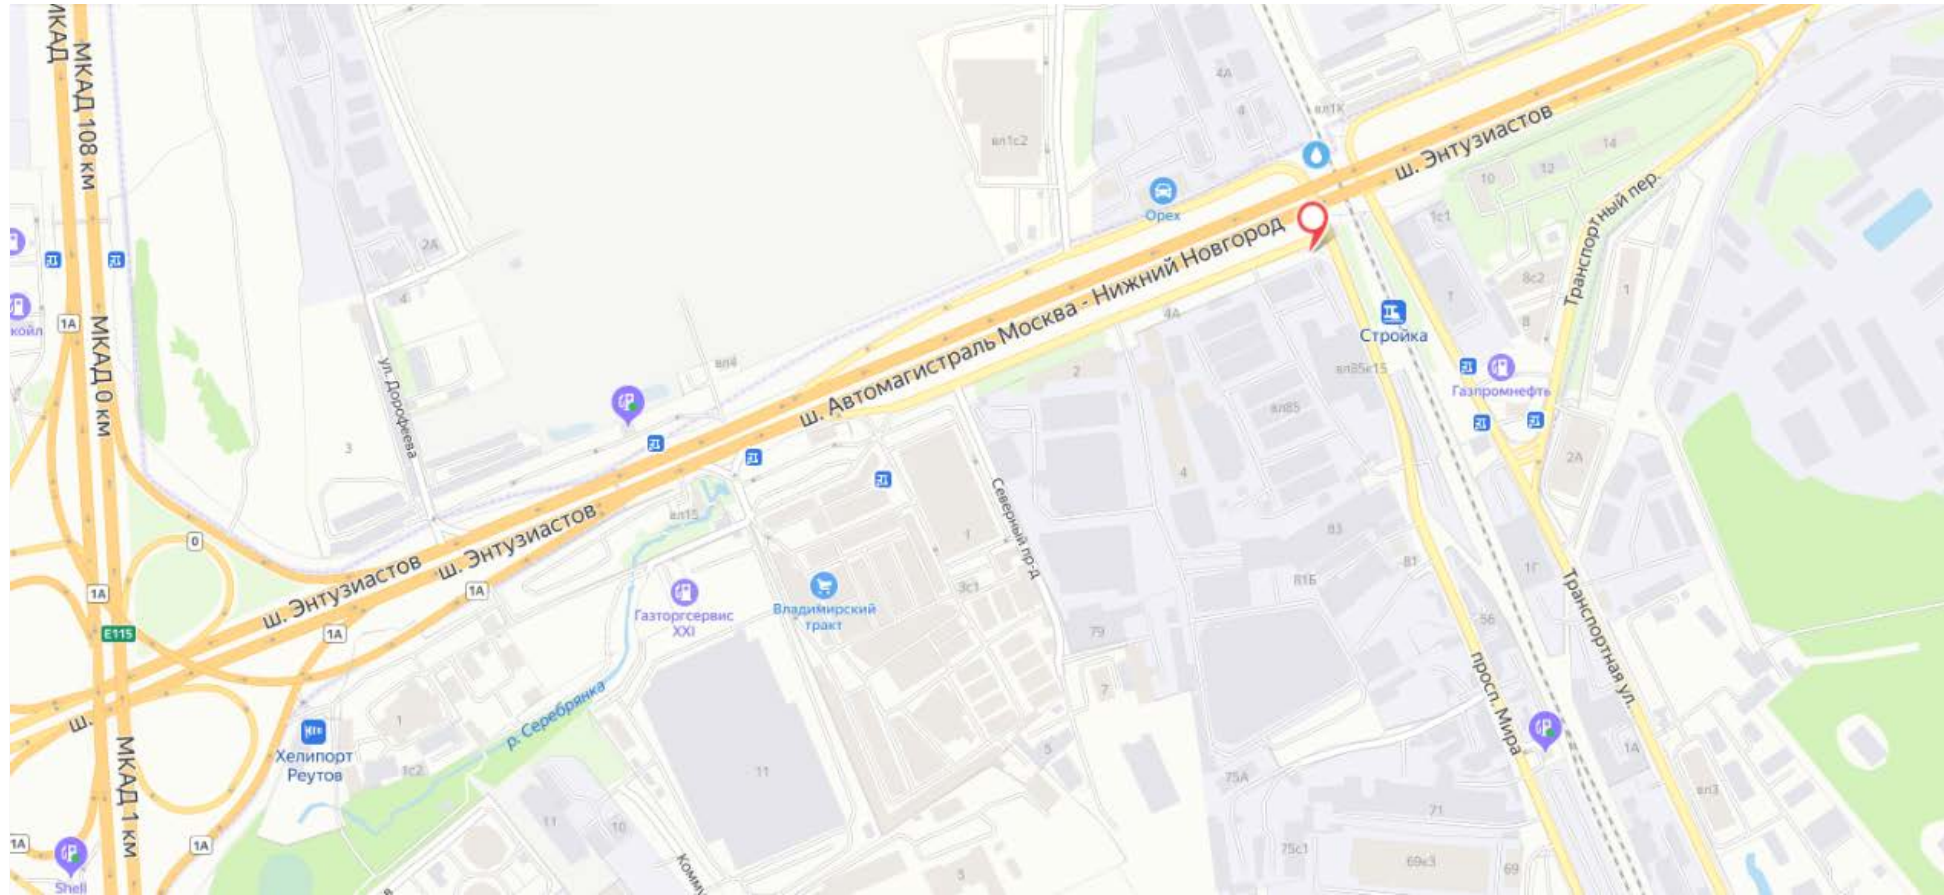 МКАД
МКАД 108 км
МКАД 0 км
МКАД 1 км
1А
1А
0
E115
1А
1А
1А
1А
ш.
ш. Энтузиастов
ш. Энтузиастов
ш. Автомагистраль Москва - Нижний Новгород
ш. Энтузиастов
ул. Дорофеева
2А
4
3
вл4
вл15
вл1с2
4А
4
вл1К
Орех
10
12
14
1с1
Транспортный пер.
8с2
8
1
1
Стройка
Газпромнефть
2А
4А
2
вл85к15
вл85
4
83
81Б
81
Северный пр-д
1
3с1
Владимирский
тракт
Газторгсервис
XXI
79
7
5
р. Серебрянка
11
Хелипорт
Реутов
1
1с2
11
10
5
Shell
койл
75А
75с1
71
69к3
69
просп. Мира
56
1Г
Транспортная ул.
1А
вл3